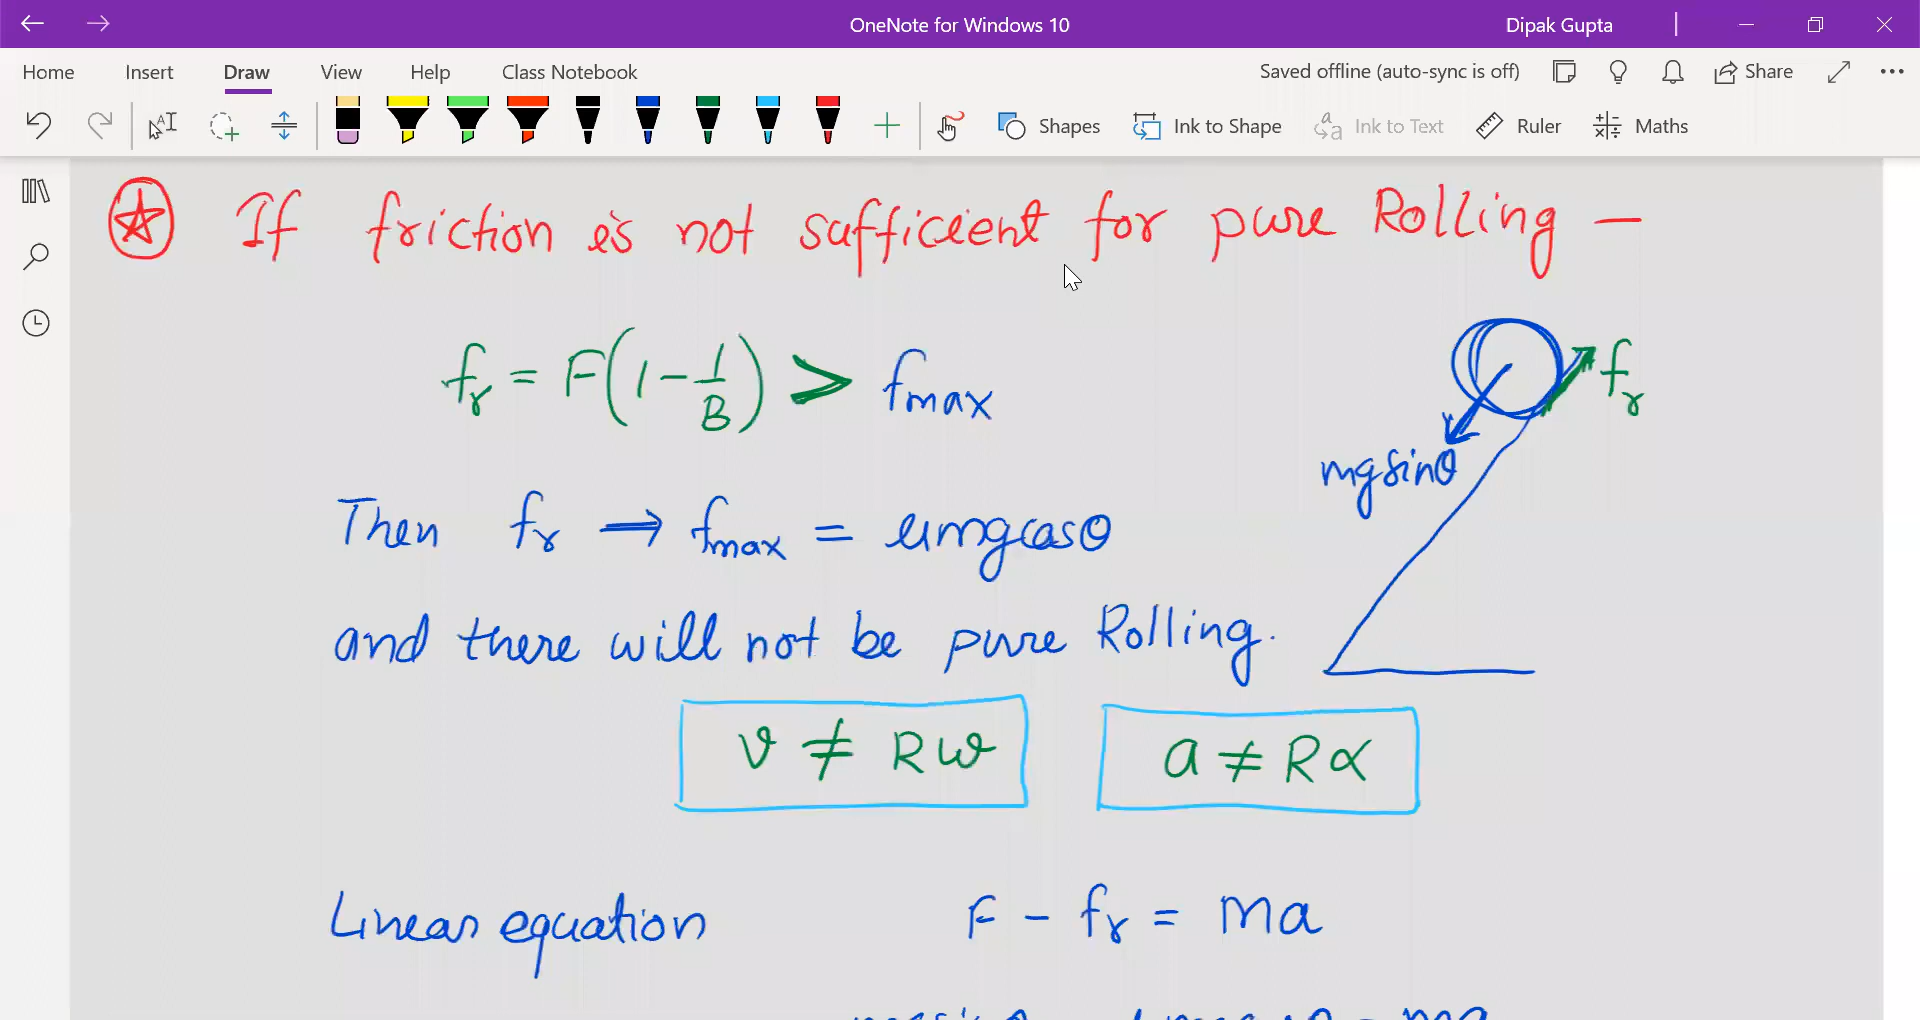 OneNote for Windows 10
Dipak Gupta
Home Insert Draw View Help Class Notebook
Saved offline (auto-sync is off) Share
Shapes Ink to Shape Ink to Text Ruler Maths
If friction is not sufficient for pure Rolling —
fr = F(1 - 1/B) > fmax
fr
mg sinθ
Then fr → fmax = μmgcosθ
and there will not be pure Rolling.
v ≠ Rω
a ≠ Rα
Linear equation F - fr = ma